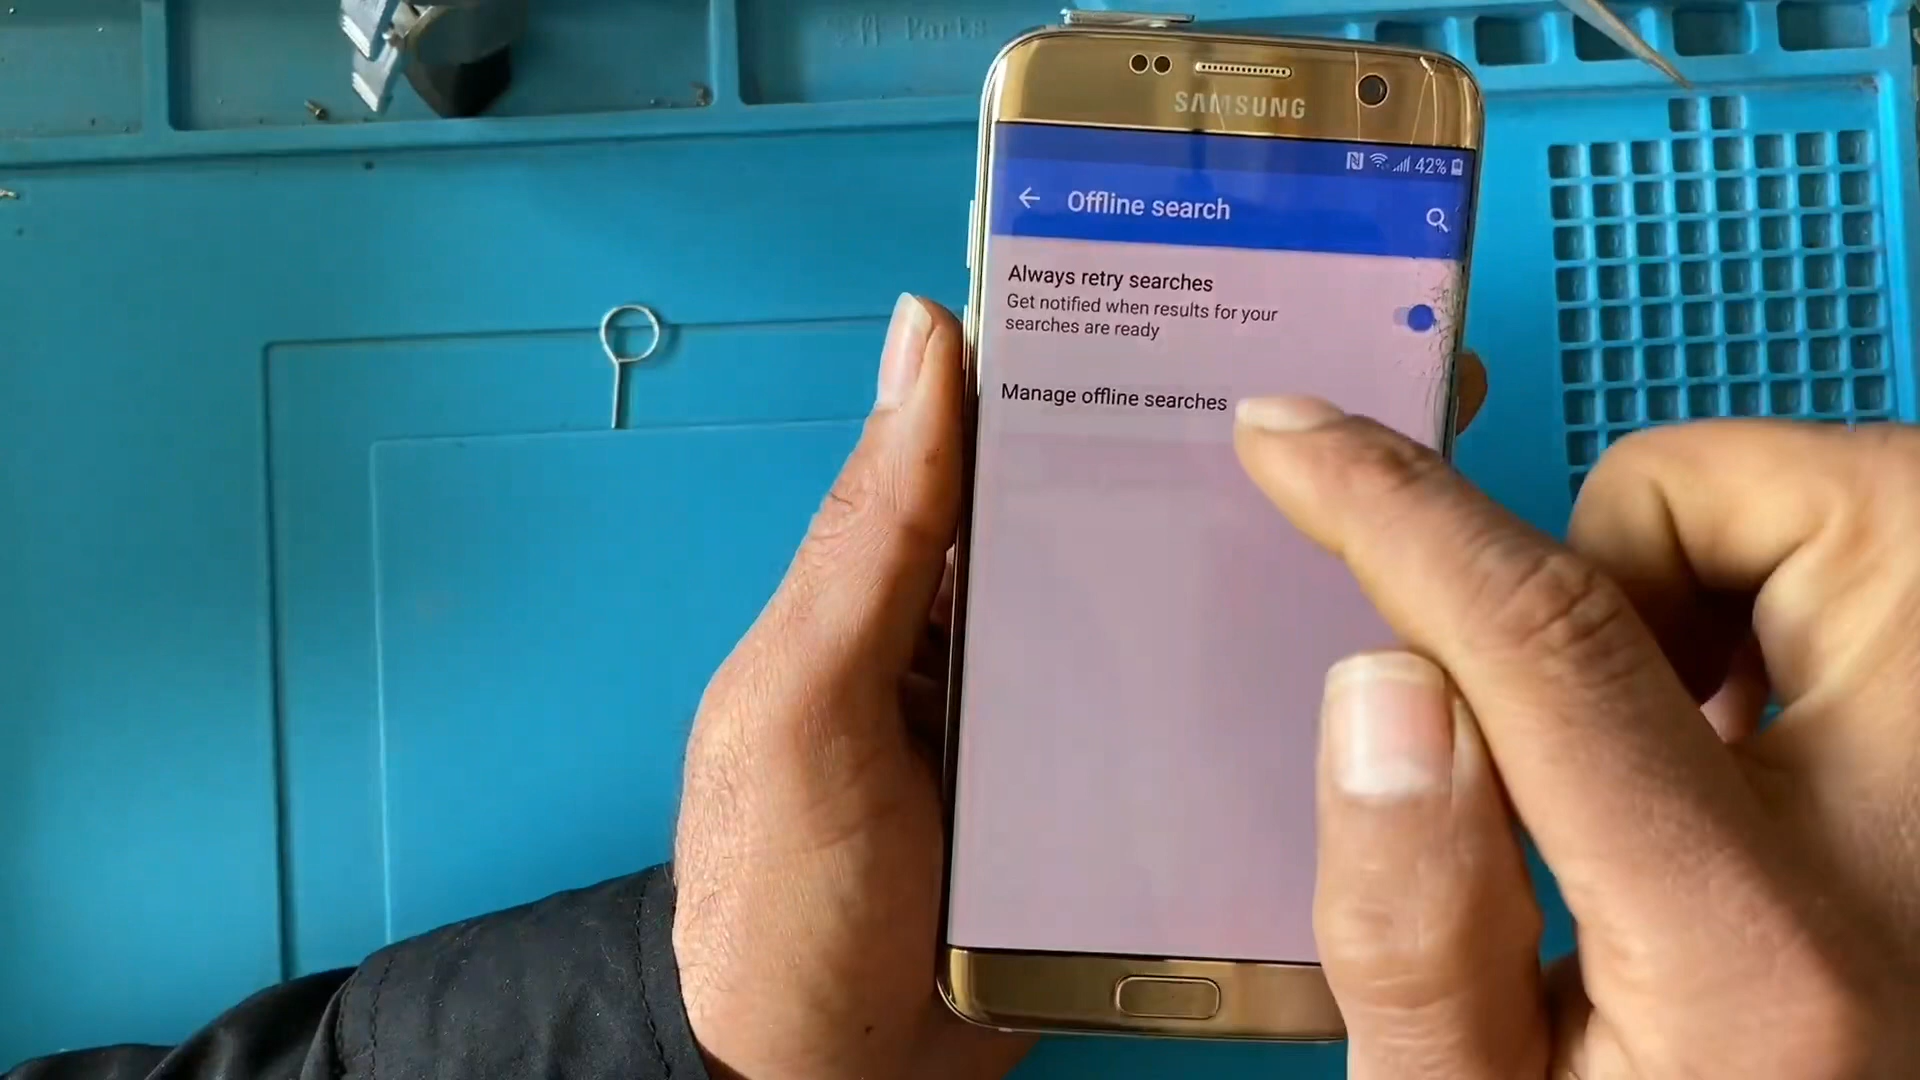 Parts
SAMSUNG
42%
Offline search
Always retry searches
Get notified when results for your
searches are ready
Manage offline searches